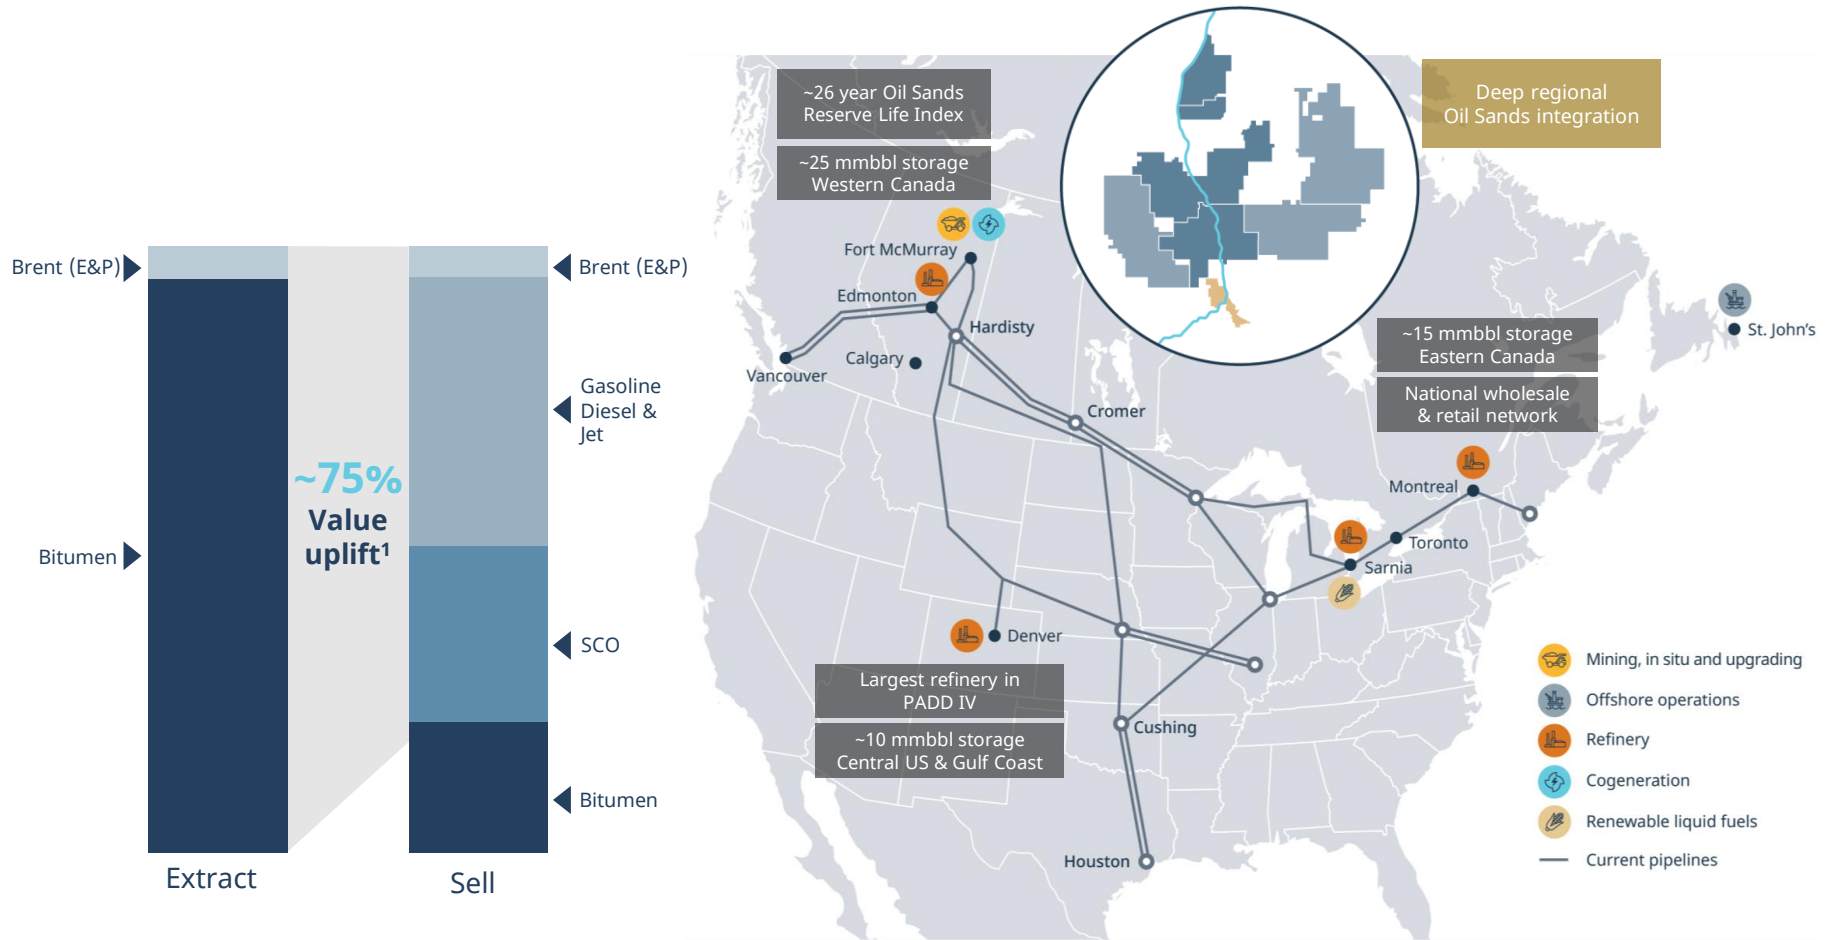 Brent (E&P)
Bitumen
Extract
~75%
Value
uplift¹
Brent (E&P)
Gasoline
Diesel &
Jet
SCO
Bitumen
Sell
~26 year Oil Sands
Reserve Life Index
~25 mmbbl storage
Western Canada
Deep regional
Oil Sands integration
Fort McMurray
Edmonton
Hardisty
Calgary
Vancouver
Cromer
~15 mmbbl storage
Eastern Canada
National wholesale
& retail network
St. John's
Montreal
Toronto
Sarnia
Denver
Largest refinery in
PADD IV
~10 mmbbl storage
Central US & Gulf Coast
Cushing
Houston
Mining, in situ and upgrading
Offshore operations
Refinery
Cogeneration
Renewable liquid fuels
Current pipelines